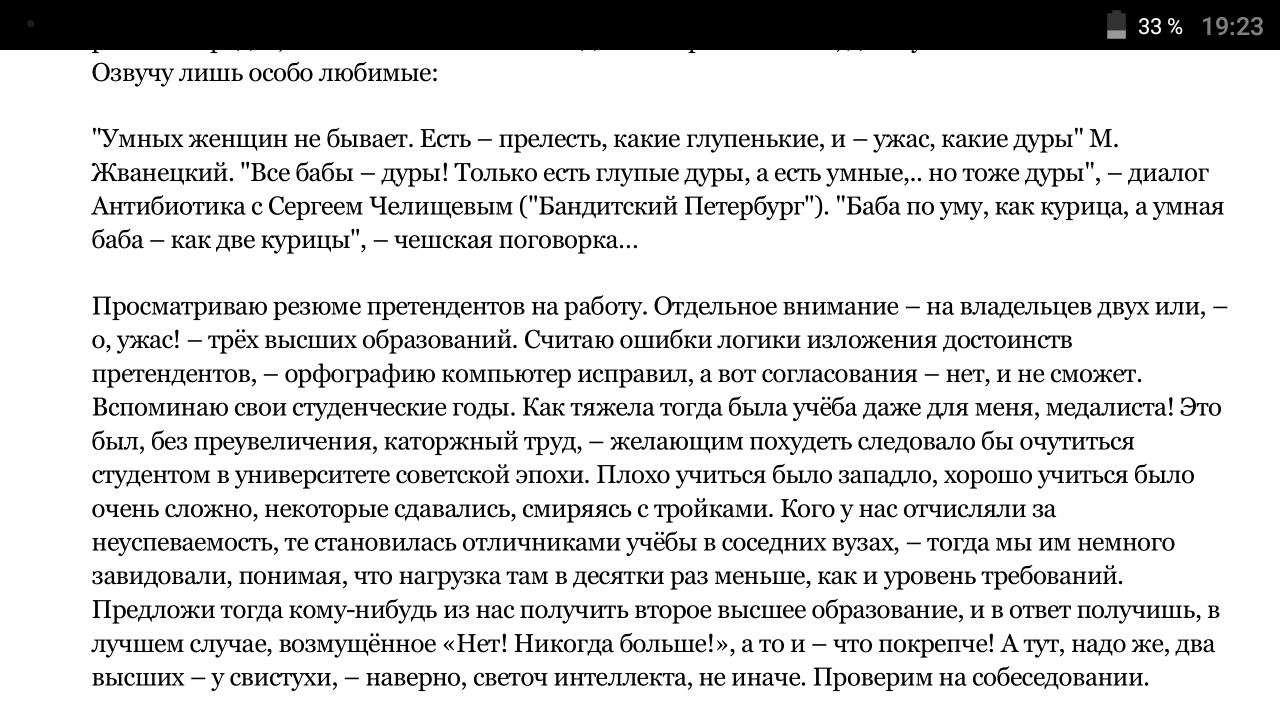 33 % 19:23
Озвучу лишь особо любимые:
"Умных женщин не бывает. Есть – прелесть, какие глупенькие, и – ужас, какие дуры" М.
Жванецкий. "Все бабы – дуры! Только есть глупые дуры, а есть умные,.. но тоже дуры", – диалог
Антибиотика с Сергеем Челищевым ("Бандитский Петербург"). "Баба по уму, как курица, а умная
баба – как две курицы", – чешская поговорка...
Просматриваю резюме претендентов на работу. Отдельное внимание – на владельцев двух или, –
о, ужас! – трёх высших образований. Считаю ошибки логики изложения достоинств
претендентов, – орфографию компьютер исправил, а вот согласования – нет, и не сможет.
Вспоминаю свои студенческие годы. Как тяжела тогда была учёба даже для меня, медалиста! Это
был, без преувеличения, каторжный труд, – желающим похудеть следовало бы очутиться
студентом в университете советской эпохи. Плохо учиться было западло, хорошо учиться было
очень сложно, некоторые сдавались, смиряясь с тройками. Кого у нас отчисляли за
неуспеваемость, те становилась отличниками учёбы в соседних вузах, – тогда мы им немного
завидовали, понимая, что нагрузка там в десятки раз меньше, как и уровень требований.
Предложи тогда кому-нибудь из нас получить второе высшее образование, и в ответ получишь, в
лучшем случае, возмущённое «Нет! Никогда больше!», а то и – что покрепче! А тут, надо же, два
высших – у свистухи, – наверно, светоч интеллекта, не иначе. Проверим на собеседовании.